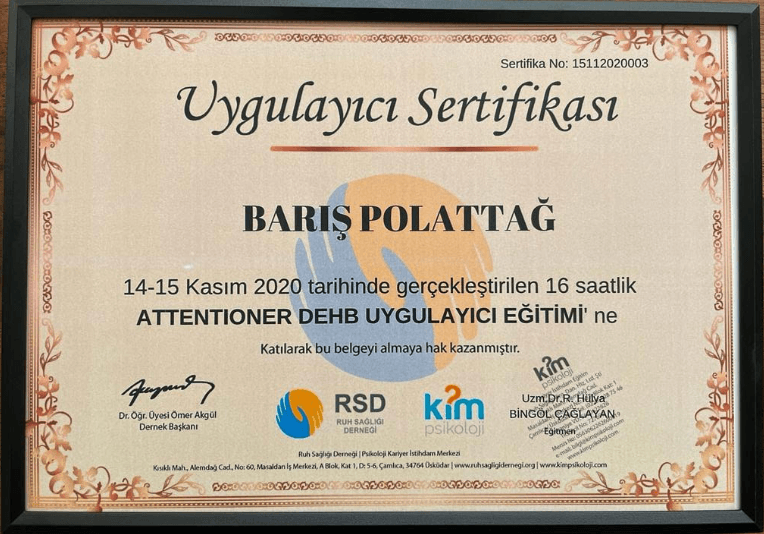 Sertifika No: 15112020003
Uygulayıcı Sertifikası
BARIŞ POLATTAĞ
14-15 Kasım 2020 tarihinde gerçekleştirilen 16 saatlik
ATTENTIONER DEHB UYGULAYICI EĞİTİMİ' ne
Katılarak bu belgeyi almaya hak kazanmıştır.
Dr. Öğr. Üyesi Ömer Akgül
Dernek Başkanı
RSD
RUH SAĞLIĞI
DERNEĞİ
kim
psikoloji
kim
psikoloji
Uzm.Dr.R. Hülya
BİNGÖL ÇAĞLAYAN
Eğitmen
Ruh Sağlığı Derneği | Psikoloji Kariyer İstihdam Merkezi
Kısıklı Mah., Alemdağ Cad., No: 60, Masaldan İş Merkezi, A Blok, Kat 1, D: 5-6, Çamlıca, 34764 Üsküdar | www.ruhsagligidernegi.org | www.kimpsikoloji.com